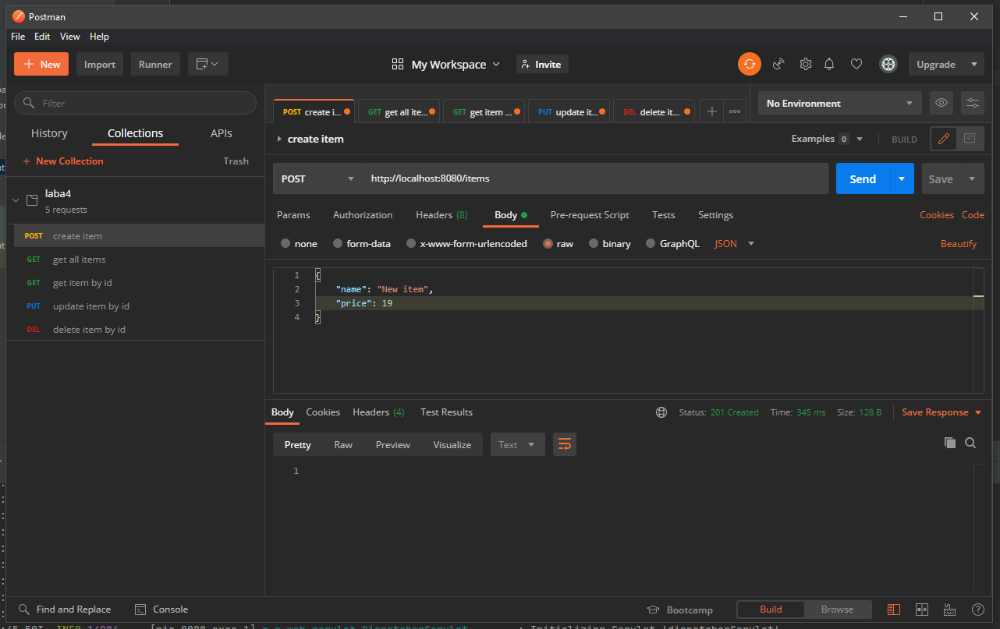 Postman
File Edit View Help
New Import Runner My Workspace Invite Upgrade
Filter
History Collections APIs
New Collection Trash
laba4
5 requests
POST create item
GET get all items
GET get item by id
PUT update item by id
DEL delete item by id
POST create i... GET get all ite... GET get item ... PUT update it... DEL delete it... No Environment
create item Examples 0 BUILD
POST http://localhost:8080/items Send Save
Params Authorization Headers (8) Body Pre-request Script Tests Settings Cookies Code
none form-data x-www-form-urlencoded raw binary GraphQL JSON Beautify
1 {
2 "name": "New item",
3 "price": 19
4 }
Body Cookies Headers (4) Test Results Status: 201 Created Time: 345 ms Size: 128 B Save Response
Pretty Raw Preview Visualize Text
1
Find and Replace Console Bootcamp Build Browse